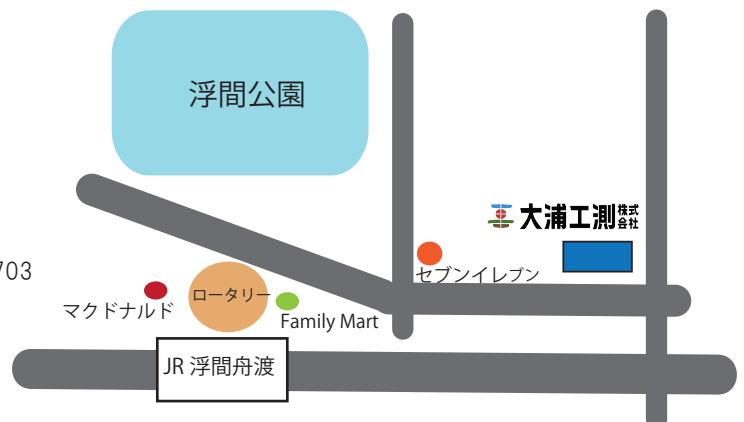 浮間公園
大浦工測株式会社
703
セブンイレブン
ロータリー
マクドナルド
Family Mart
JR 浮間舟渡